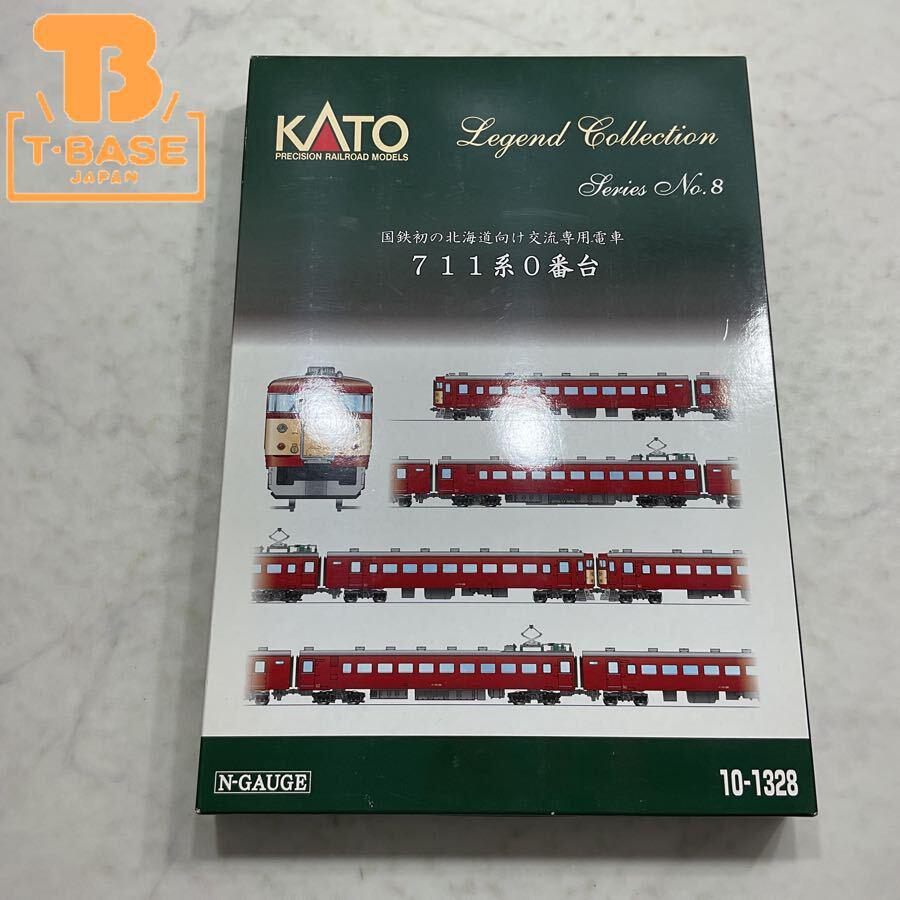 B
T・BASE
JAPAN
KATO
PRECISION RAILROAD MODELS
Legend Collection
Series No.8
国鉄初の北海道向け交流専用電車
711系0番台
N-GAUGE
10-1328